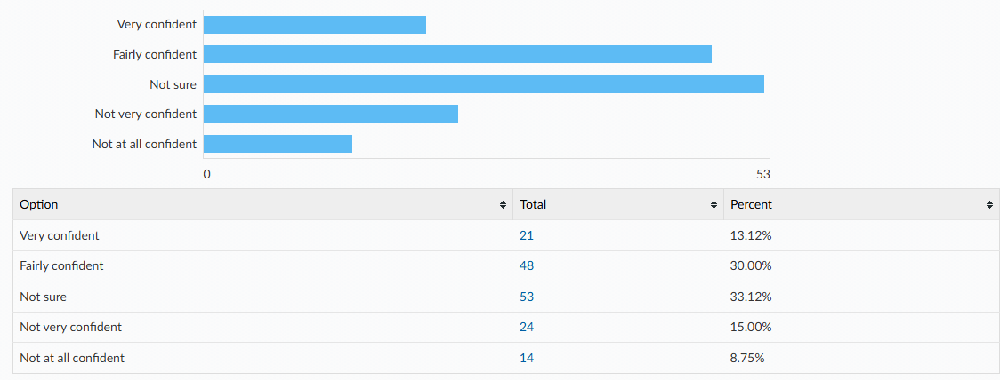 Very confident
Fairly confident
Not sure
Not very confident
Not at all confident
0 53
Option Total Percent
Very confident 21 13.12%
Fairly confident 48 30.00%
Not sure 53 33.12%
Not very confident 24 15.00%
Not at all confident 14 8.75%